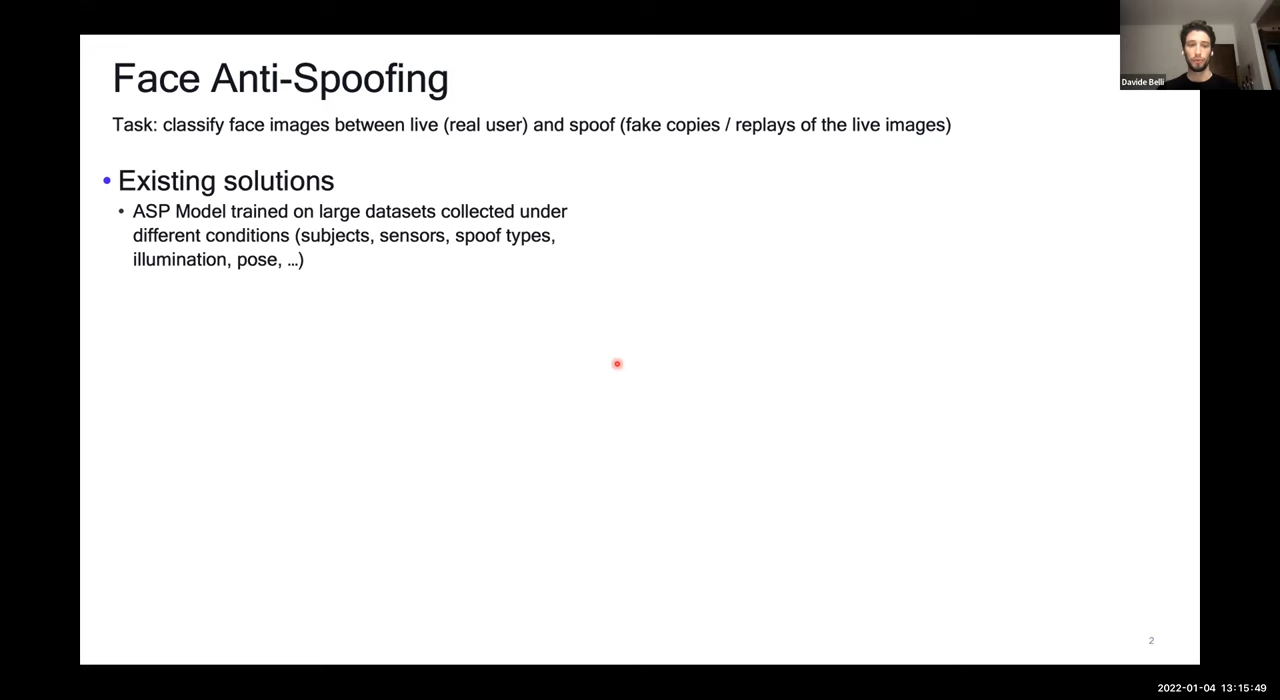 Face Anti-Spoofing
Davide Belli
Task: classify face images between live (real user) and spoof (fake copies / replays of the live images)
• Existing solutions
• ASP Model trained on large datasets collected under
different conditions (subjects, sensors, spoof types,
illumination, pose, ...)
2
2022-01-04 13:15:49